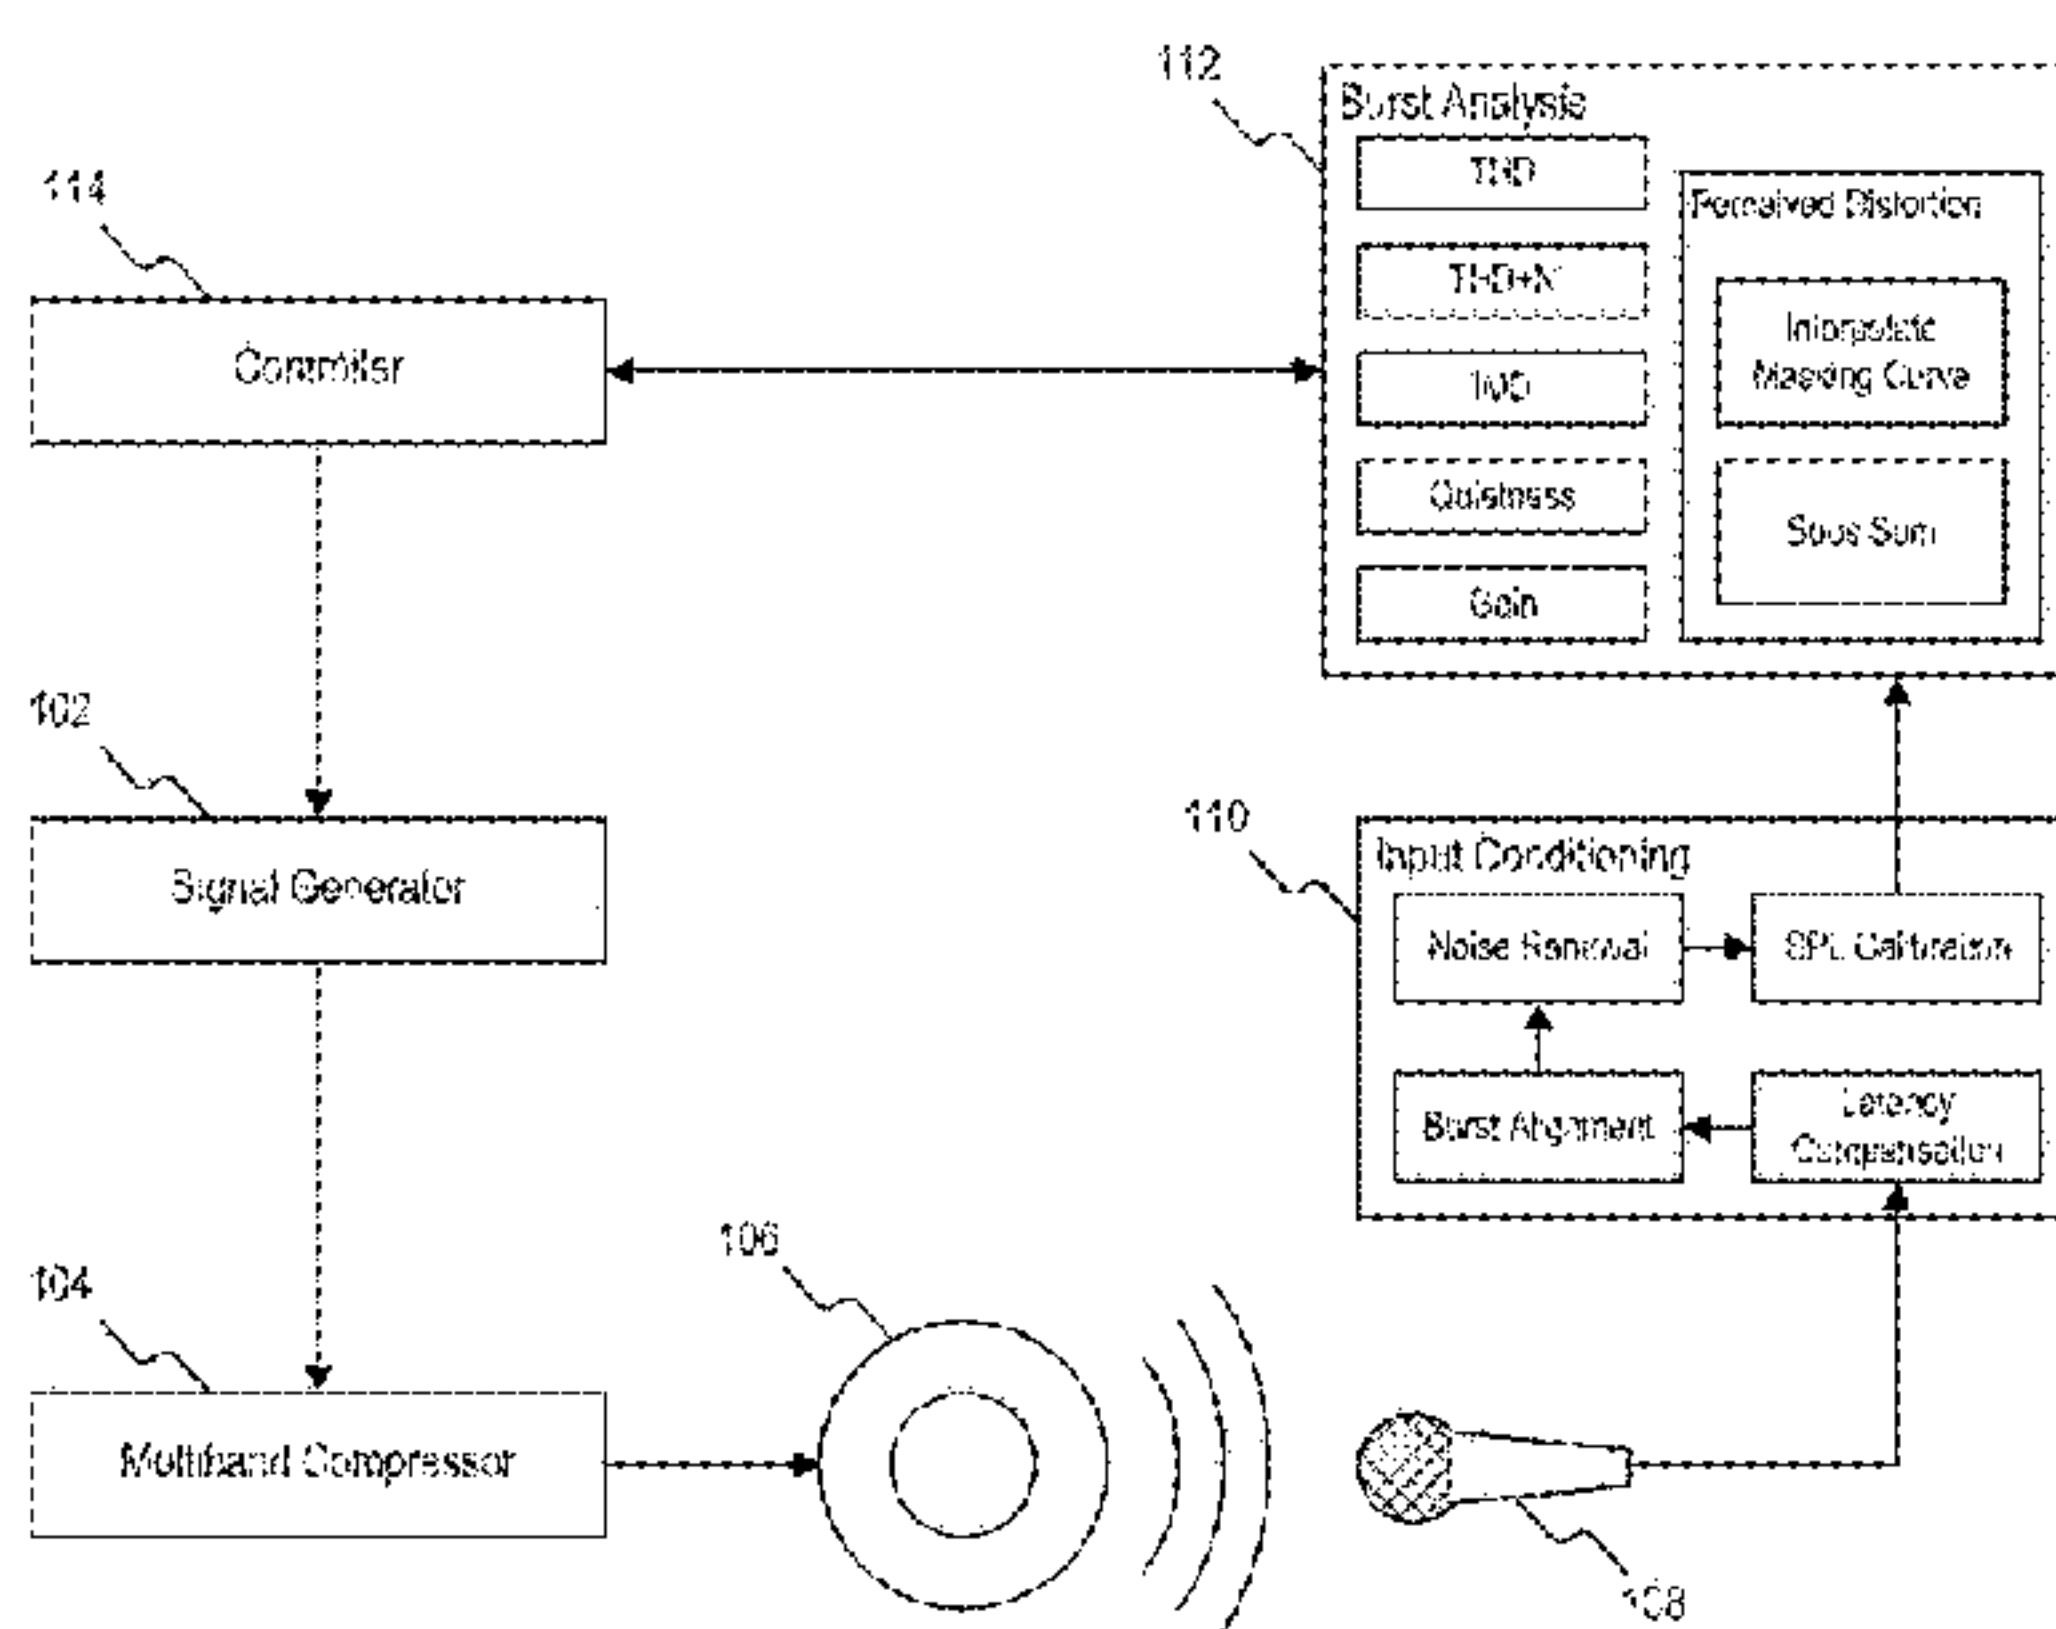 112
Burst Analysis
114
THD
Perceived Distortion
THD+N
Controller
Interpolate
Masking Curve
IMD
Quietness
Sous Sum
Gain
102
110
Signal Generator
Input Conditioning
Noise Removal
SPL Calibration
Burst Alignment
Latency
Compensation
106
104
Multiband Compressor
108